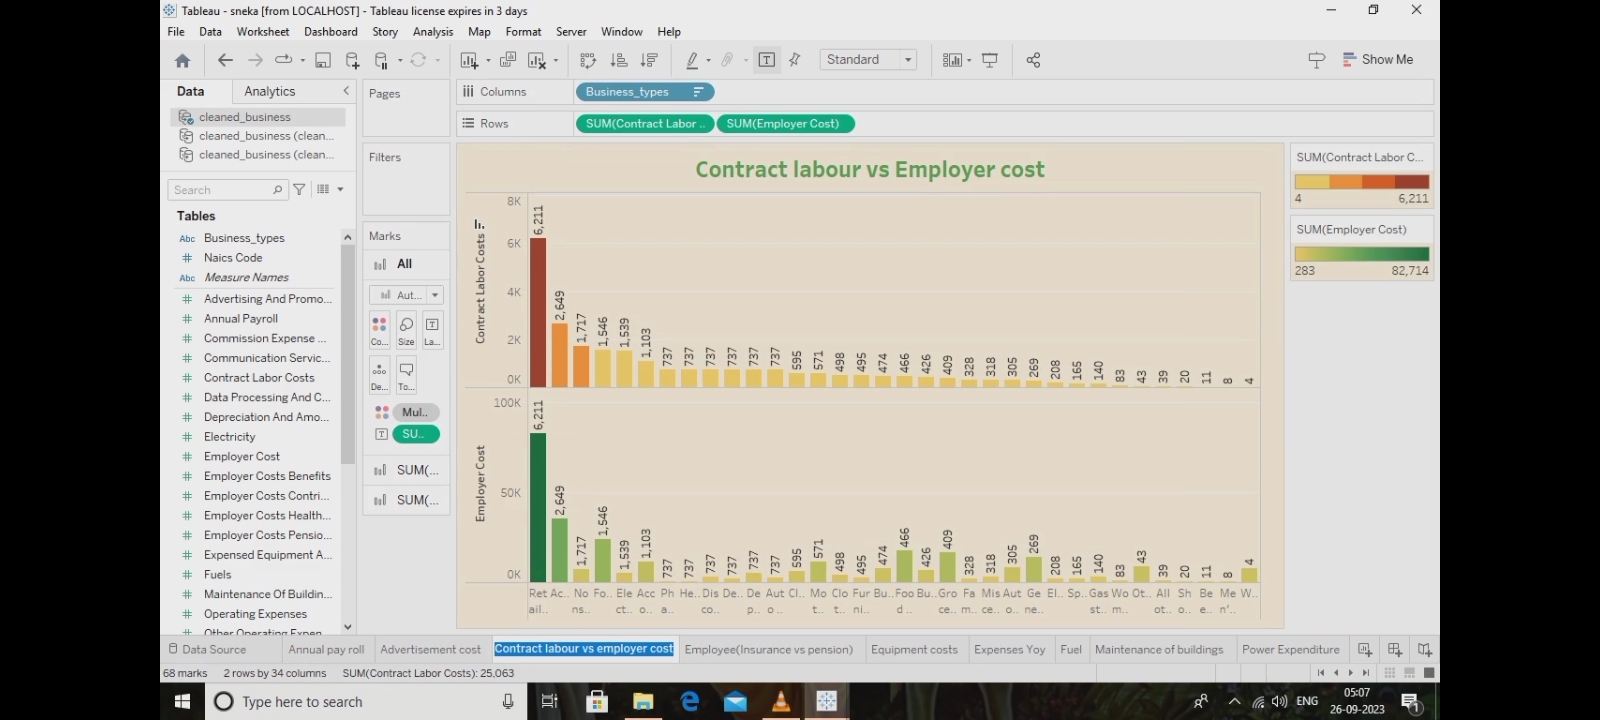 Tableau - sneka [from LOCALHOST] - Tableau license expires in 3 days
File Data Worksheet Dashboard Story Analysis Map Format Server Window Help
Standard
Show Me
Data Analytics
cleaned_business
cleaned_business (clean...
cleaned_business (clean...
Search
Tables
Abc Business_types
# Naics Code
Abc Measure Names
# Advertising And Promo...
# Annual Payroll
# Commission Expense ...
# Communication Servic...
# Contract Labor Costs
# Data Processing And C...
# Depreciation And Amo...
# Electricity
# Employer Cost
# Employer Costs Benefits
# Employer Costs Contri...
# Employer Costs Health...
# Employer Costs Pensio...
# Expensed Equipment A...
# Fuels
# Maintenance Of Buildin...
# Operating Expenses
# Other Operating Expen...
Pages
Filters
Marks
All
Aut...
Co... Size La...
De... To...
Mul..
T SU..
SUM(...
SUM(...
Columns Business_types
Rows SUM(Contract Labor .. SUM(Employer Cost)
Contract labour vs Employer cost
Contract Labor Costs
8K
6K
4K
2K
0K
6,211 2,649 1,717 1,546 1,539 1,103 737 737 737 737 737 737 595 571 498 495 474 466 426 409 328 318 305 269 208 165 140 83 43 39 20 11 8 4
Employer Cost
100K
50K
0K
6,211 2,649 1,717 1,546 1,539 1,103 737 737 737 737 737 737 595 571 498 495 474 466 426 409 328 318 305 269 208 165 140 83 43 39 20 11 8 4
Ret Ac.. No Fo.. Ele Acc Pha He.. Dis De.. De Aut Cl.. Mo Clot Furni Bu.. Foo Bu.. Gro Fa Mis Aut Ge El.. Sp.. Gas Wo Ot.. All Sh Be Me W..
ail.. .. ns.. .. ct.. o.. .. .. co.. .. p.. o.. .. t.. .. .. .. d .. .. ce.. m.. ce.. o.. ne.. .. .. st.. m.. .. ot.. o.. e.. n'.. ..
SUM(Contract Labor C...
4 6,211
SUM(Employer Cost)
283 82,714
Data Source Annual pay roll Advertisement cost Contract labour vs employer cost Employee(Insurance vs pension) Equipment costs Expenses Yoy Fuel Maintenance of buildings Power Expenditure
68 marks 2 rows by 34 columns SUM(Contract Labor Costs): 25,063
Type here to search
ENG
05:07
26-09-2023
1